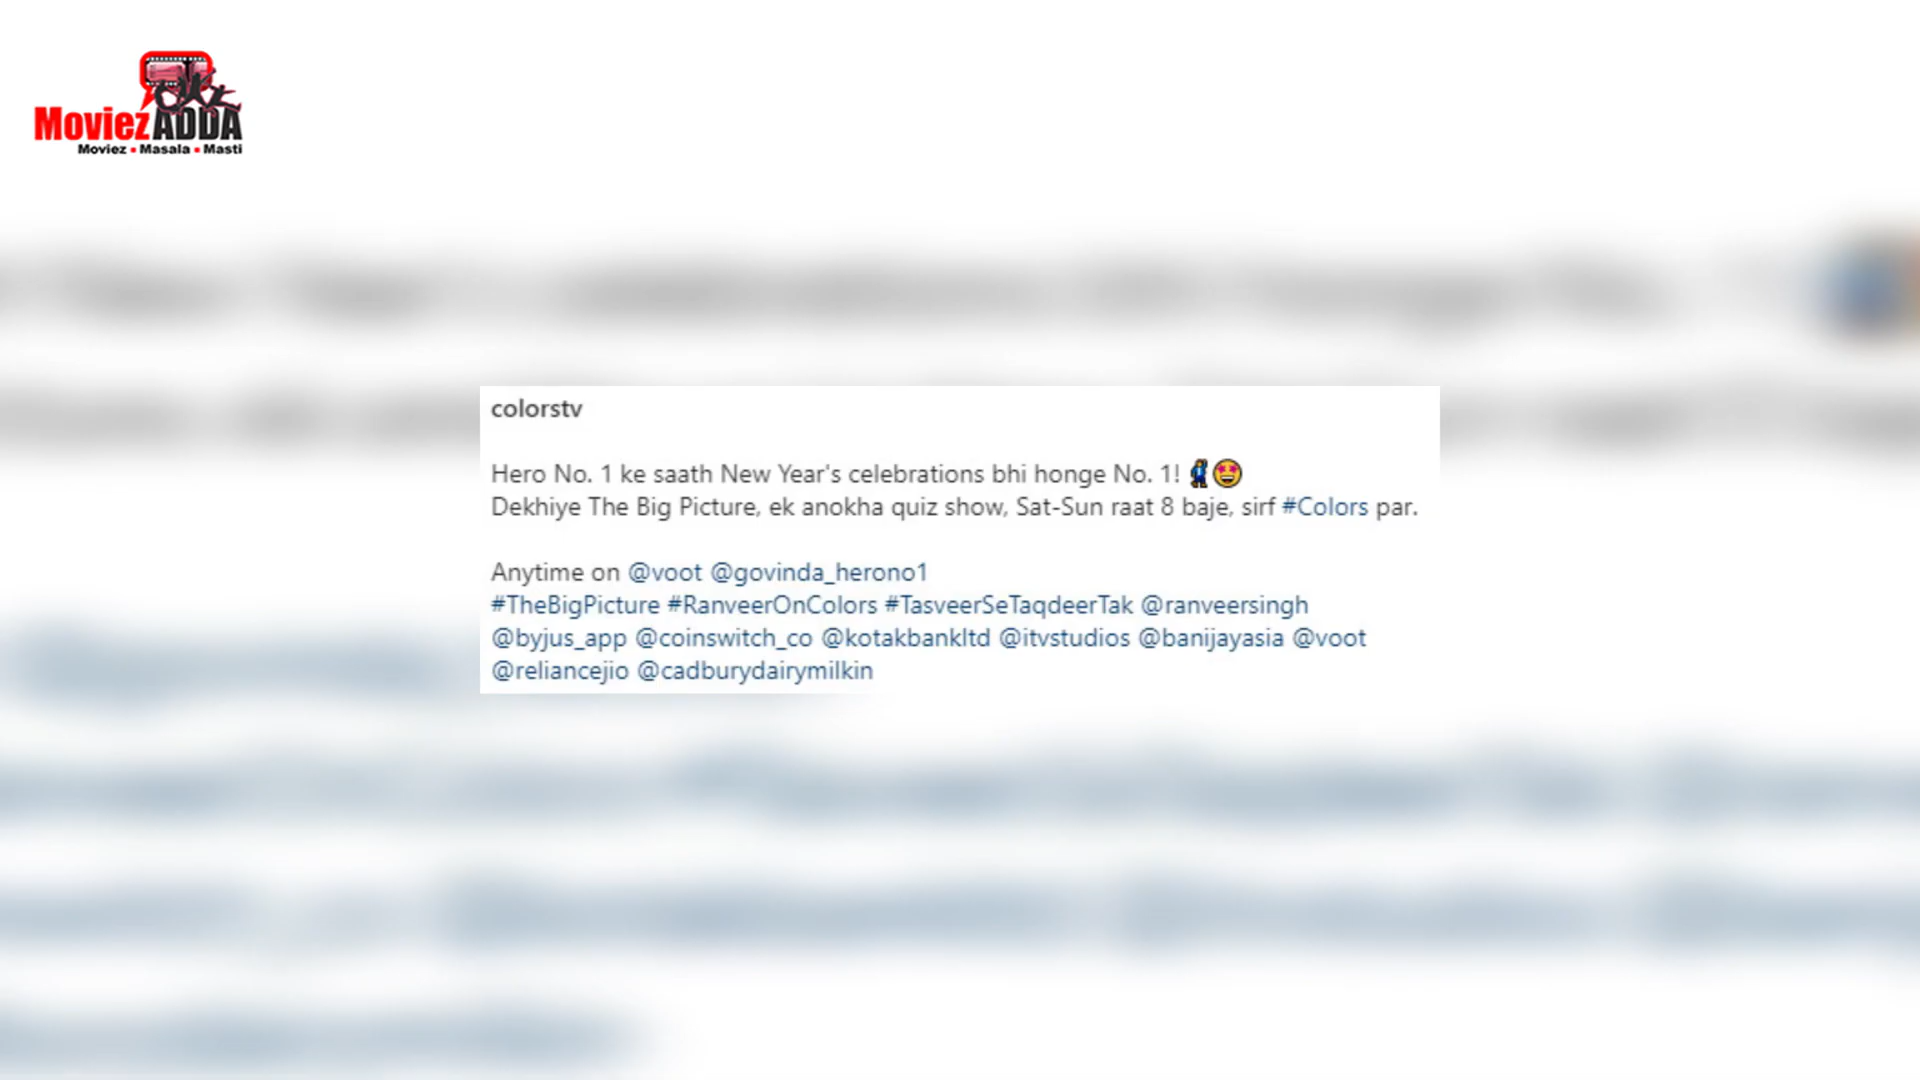 MoviezADDA
Moviez • Masala • Masti
colorstv
Hero No. 1 ke saath New Year's celebrations bhi honge No. 1! 🕺🤩
Dekhiye The Big Picture, ek anokha quiz show, Sat-Sun raat 8 baje, sirf #Colors par.
Anytime on @voot @govinda_herono1
#TheBigPicture #RanveerOnColors #TasveerSeTaqdeerTak @ranveersingh
@byjus_app @coinswitch_co @kotakbankltd @itvstudios @banijayasia @voot
@reliancejio @cadburydairymilkin